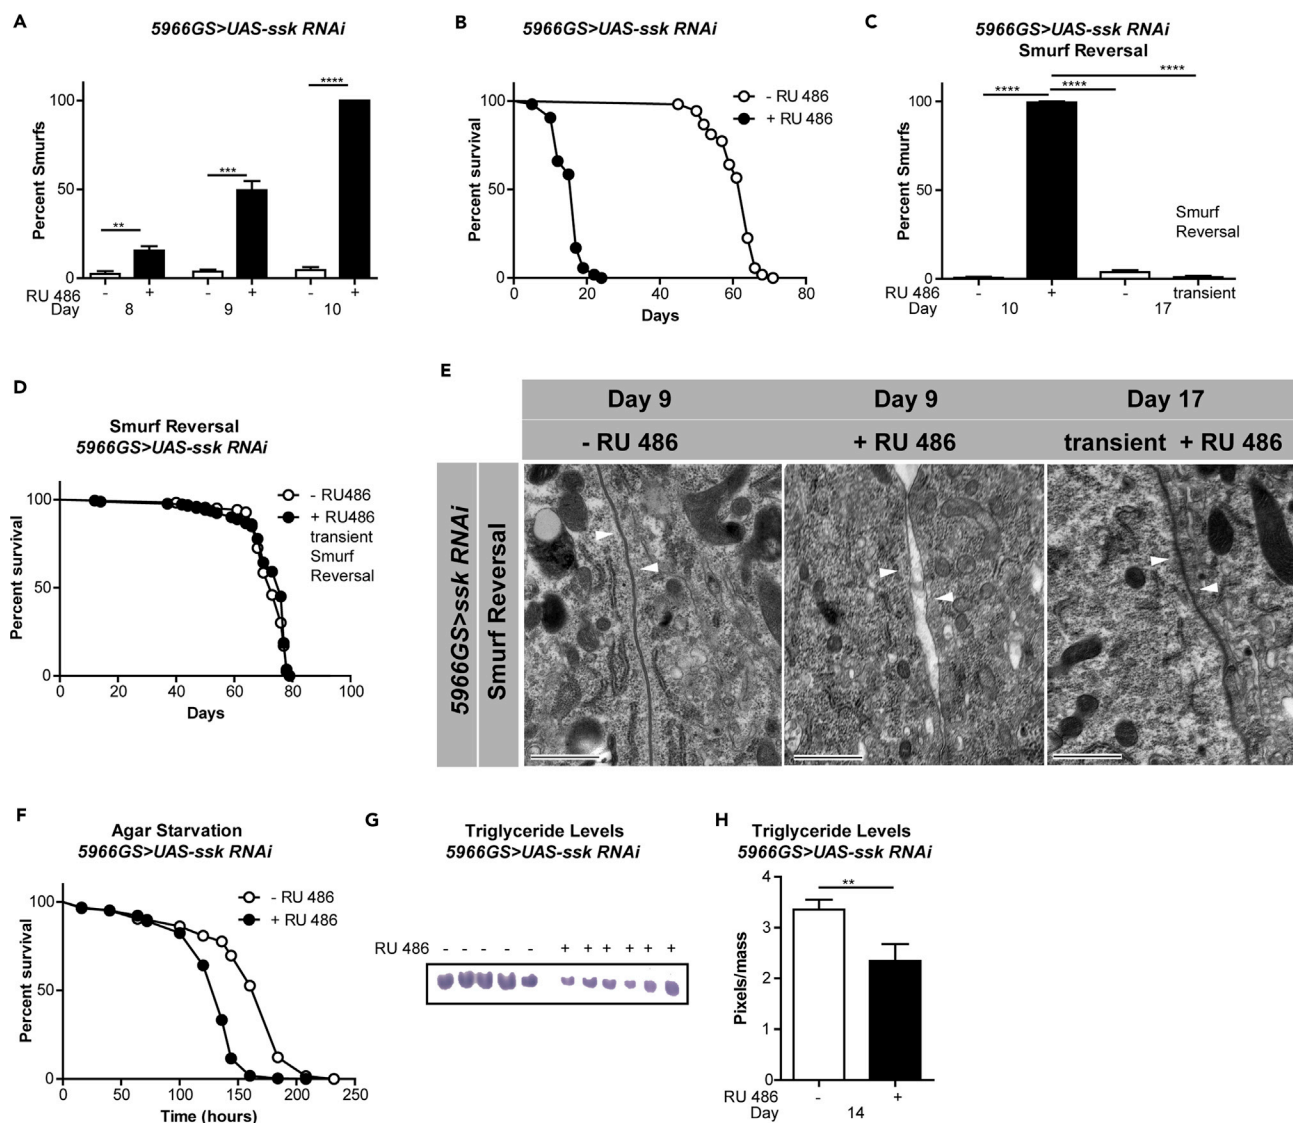 A
5966GS>UAS-ssk RNAi
Percent Smurfs
100
50
0
**
***
****
RU 486 - + - + - +
Day 8 9 10
B
5966GS>UAS-ssk RNAi
Percent survival
100
50
0
- RU 486
+ RU 486
0 20 40 60 80
Days
C
5966GS>UAS-ssk RNAi
Smurf Reversal
Percent Smurfs
100
50
0
****
****
****
Smurf
Reversal
RU 486 - + - transient
Day 10 17
D
Smurf Reversal
5966GS>UAS-ssk RNAi
Percent survival
100
50
0
- RU486
+ RU486
transient
Smurf
Reversal
0 20 40 60 80 100
Days
E
Day 9 Day 9 Day 17
- RU 486 + RU 486 transient + RU 486
5966GS>ssk RNAi
Smurf Reversal
F
Agar Starvation
5966GS>UAS-ssk RNAi
Percent survival
100
50
0
- RU 486
+ RU 486
0 50 100 150 200 250
Time (hours)
G
Triglyceride Levels
5966GS>UAS-ssk RNAi
RU 486 - - - - - + + + + + +
H
Triglyceride Levels
5966GS>UAS-ssk RNAi
Pixels/mass
4
3
2
1
0
**
RU 486 - +
Day 14